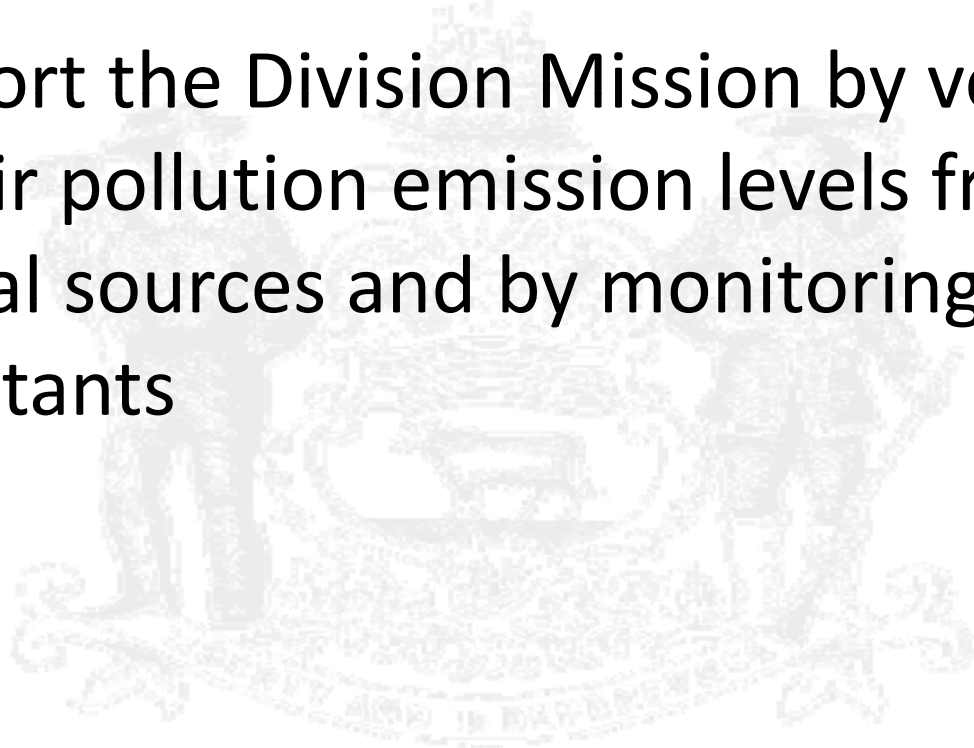 ort the Division Mission by ve
ir pollution emission levels fr
al sources and by monitoring
tants